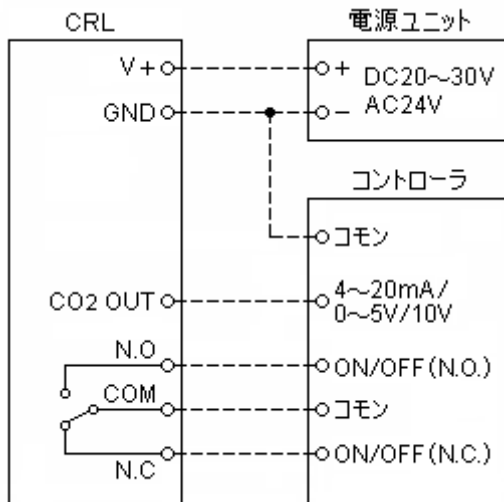 CRL
電源ユニット
V+
+
DC20～30V
GND
−
AC24V
コントローラ
コモン
CO2 OUT
4～20mA/
0～5V/10V
N.O
ON/OFF(N.O.)
COM
コモン
N.C
ON/OFF(N.C.)